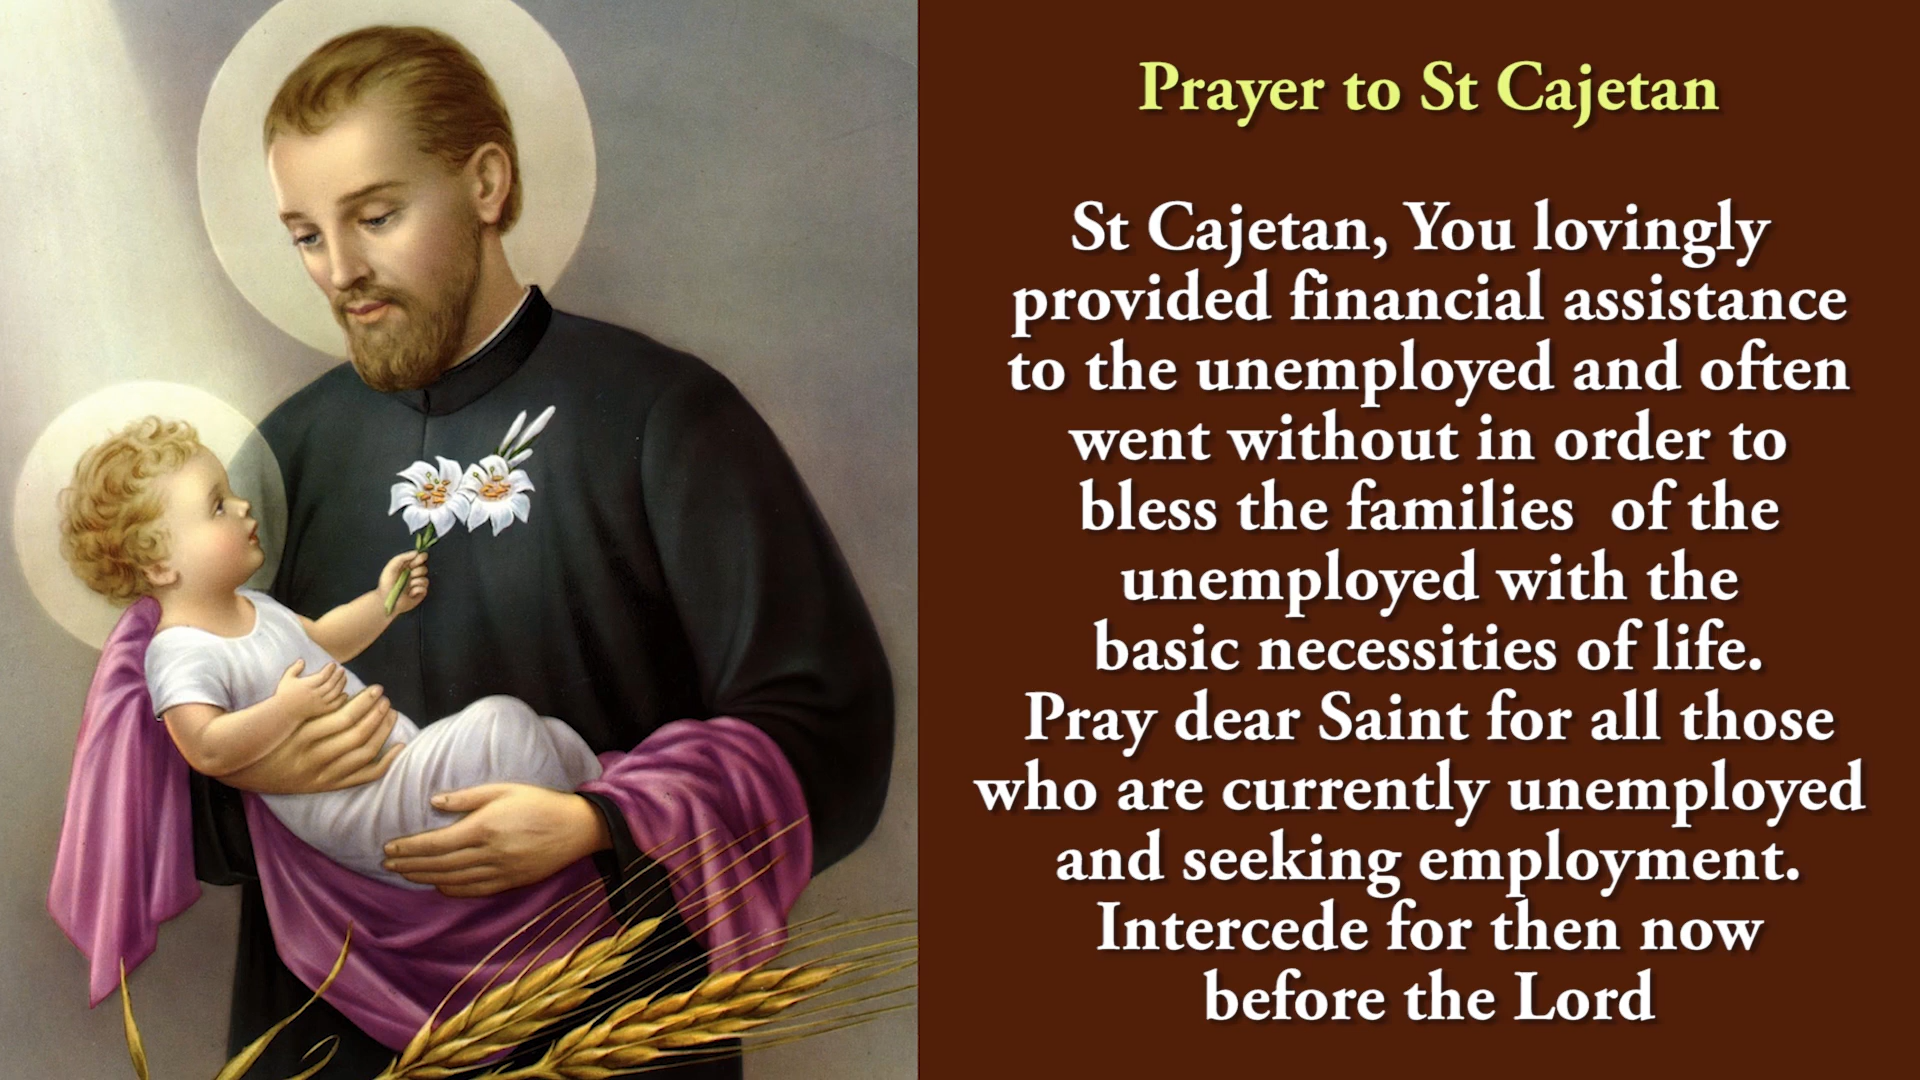 Prayer to St Cajetan
St Cajetan, You lovingly
provided financial assistance
to the unemployed and often
went without in order to
bless the families  of the
unemployed with the
basic necessities of life.
Pray dear Saint for all those
who are currently unemployed
and seeking employment.
Intercede for then now
before the Lord